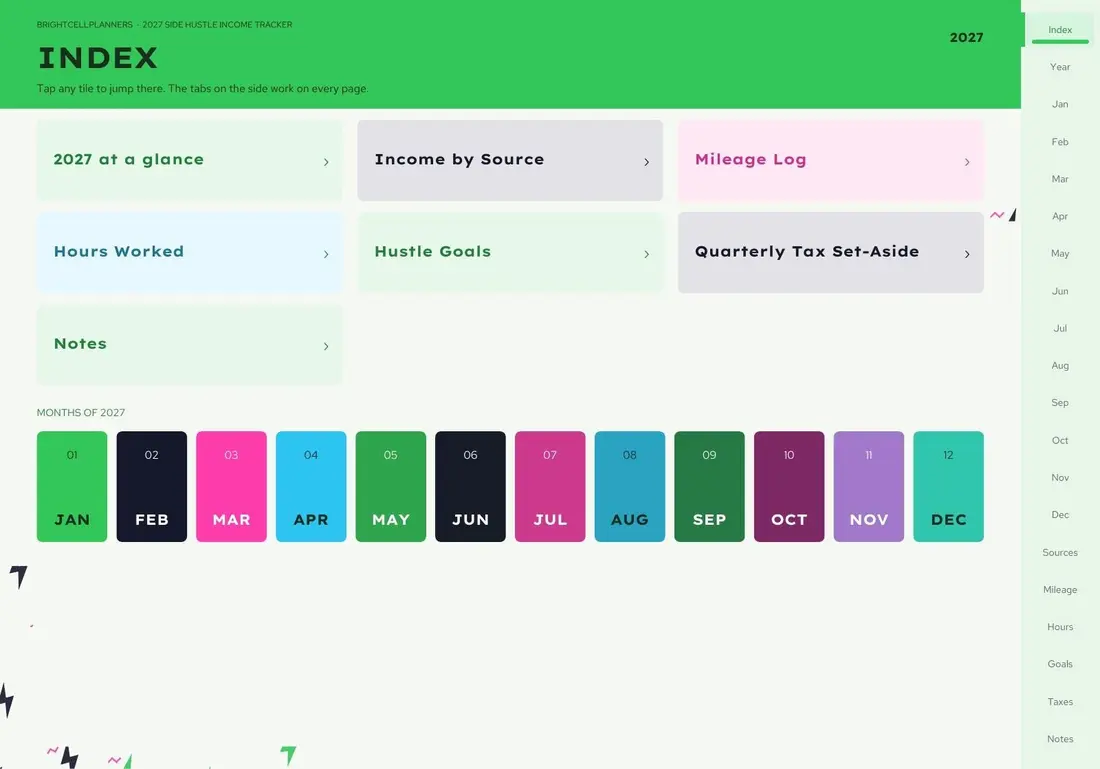 BRIGHTCELLPLANNERS · 2027 SIDE HUSTLE INCOME TRACKER
INDEX
2027
Tap any tile to jump there. The tabs on the side work on every page.
2027 at a glance ›
Income by Source ›
Mileage Log ›
Hours Worked ›
Hustle Goals ›
Quarterly Tax Set-Aside ›
Notes ›
MONTHS OF 2027
01 JAN
02 FEB
03 MAR
04 APR
05 MAY
06 JUN
07 JUL
08 AUG
09 SEP
10 OCT
11 NOV
12 DEC
Index
Year
Jan
Feb
Mar
Apr
May
Jun
Jul
Aug
Sep
Oct
Nov
Dec
Sources
Mileage
Hours
Goals
Taxes
Notes